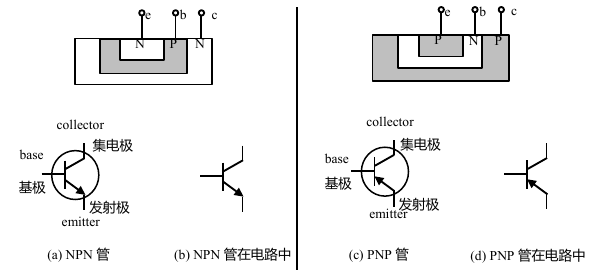 e b c
N P N
collector
集电极
base
基极
发射极
emitter
(a) NPN 管
(b) NPN 管在电路中
e b c
P N P
collector
集电极
base
基极
发射极
emitter
(c) PNP 管
(d) PNP 管在电路中